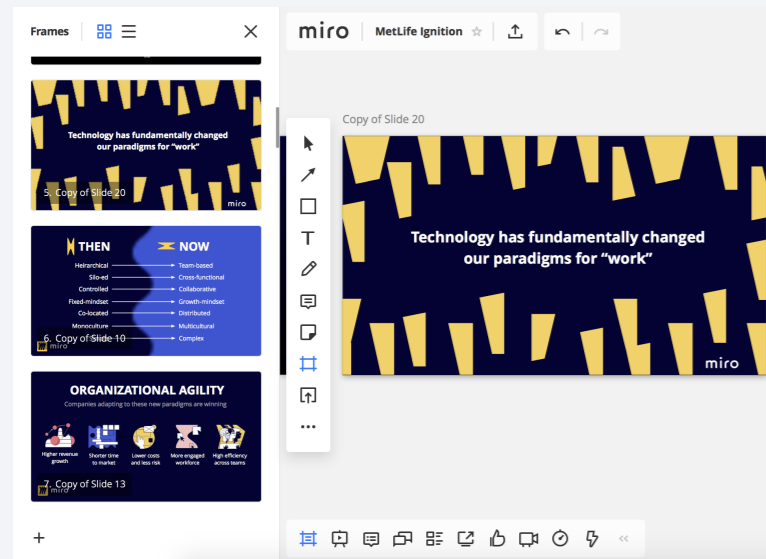 Frames
Technology has fundamentally changed
our paradigms for “work”
5. Copy of Slide 20
miro
THEN
NOW
Heirarchical
Team-based
Silo-ed
Cross-functional
Controlled
Collaborative
Fixed-mindset
Growth-mindset
Co-located
Distributed
Monoculture
Multicultural
Complex
6. Copy of Slide 10
miro
ORGANIZATIONAL AGILITY
Companies adapting to these new paradigms are winning
Higher revenue
growth
Shorter time
to market
Lower costs
and less risk
More engaged
workforce
High efficiency
across teams
7. Copy of Slide 13
miro
miro
MetLife Ignition
Copy of Slide 20
T
Technology has fundamentally changed
our paradigms for “work”
miro